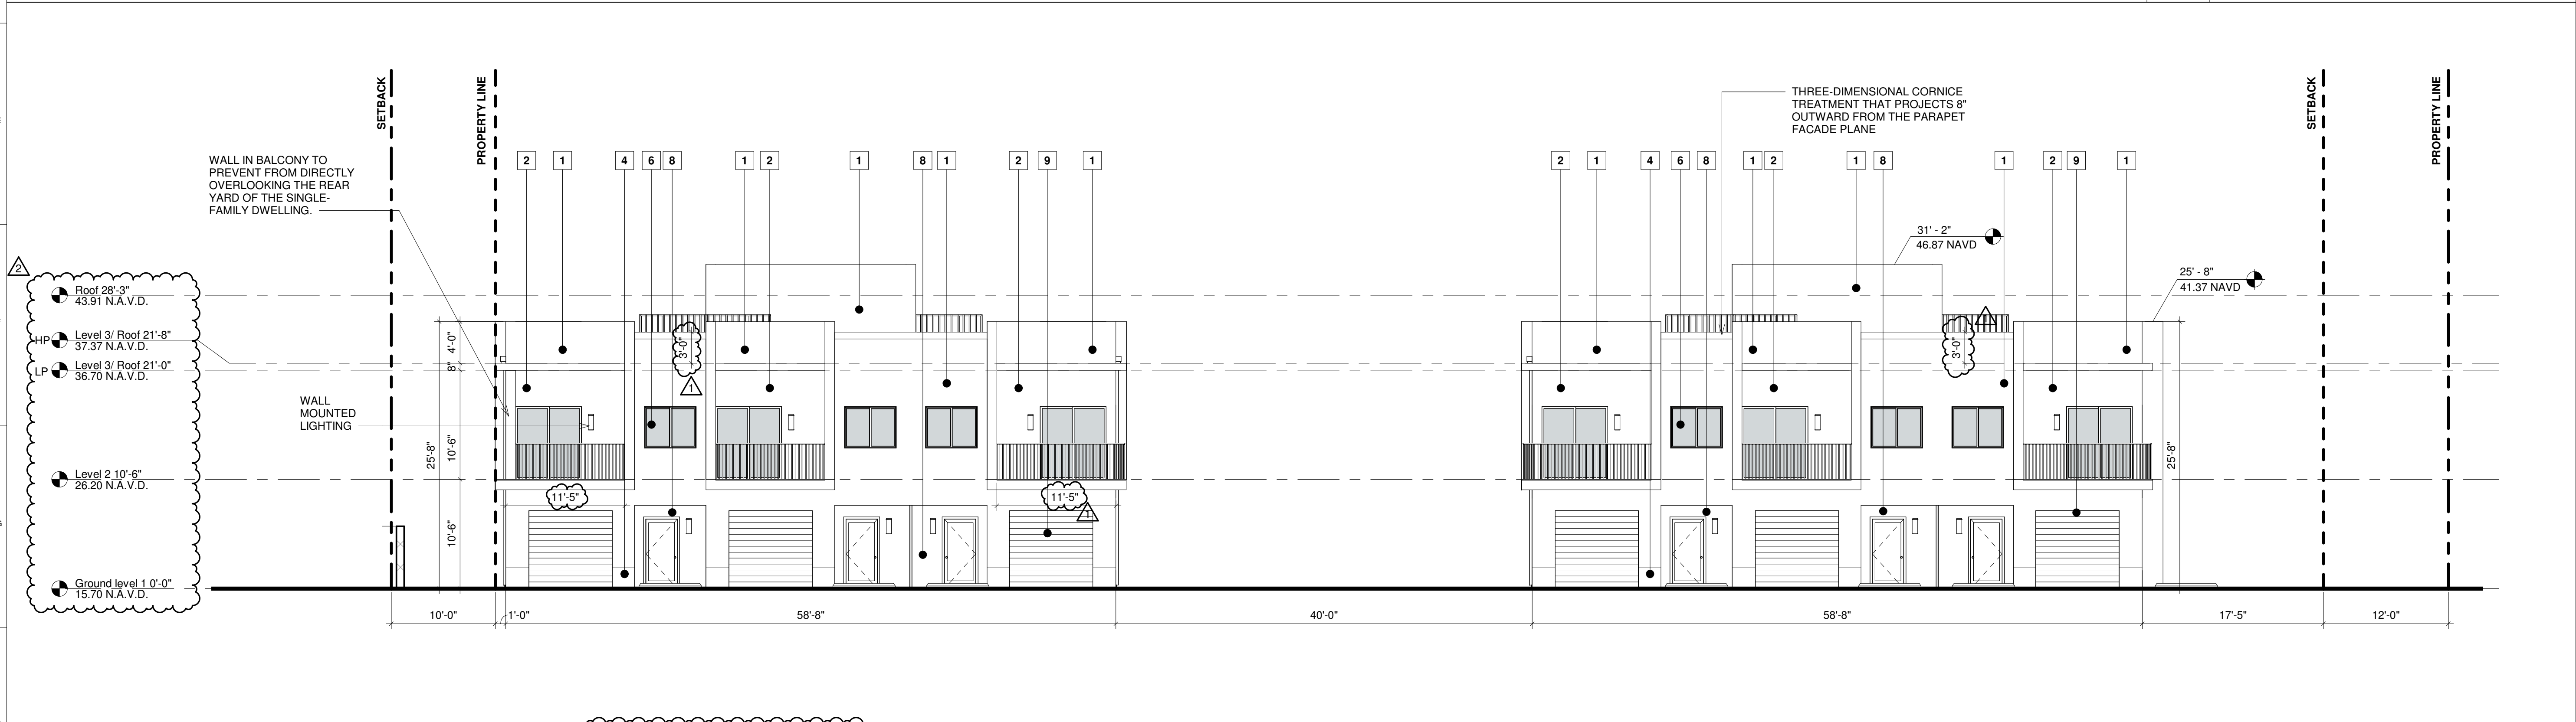 SETBACK
PROPERTY LINE
SETBACK
PROPERTY LINE
THREE-DIMENSIONAL CORNICE
TREATMENT THAT PROJECTS 8"
OUTWARD FROM THE PARAPET
FACADE PLANE
WALL IN BALCONY TO
PREVENT FROM DIRECTLY
OVERLOOKING THE REAR
YARD OF THE SINGLE-
FAMILY DWELLING.
2 1 4 6 8 1 2 1 8 1 2 9 1
2 1 4 6 8 1 2 1 8 1 2 9 1
31' - 2"
46.87 NAVD
25' - 8"
41.37 NAVD
2
Roof 28'-3"
43.91 N.A.V.D.
HP
Level 3/ Roof 21'-8"
37.37 N.A.V.D.
LP
Level 3/ Roof 21'-0"
36.70 N.A.V.D.
Level 2 10'-6"
26.20 N.A.V.D.
Ground level 1 0'-0"
15.70 N.A.V.D.
WALL
MOUNTED
LIGHTING
25'-8"
4'-0"
8"
10'-6"
10'-6"
3'-0"
1
11'-5"
11'-5"
1
3'-0"
25'-8"
10'-0"
1'-0"
58'-8"
40'-0"
58'-8"
17'-5"
12'-0"